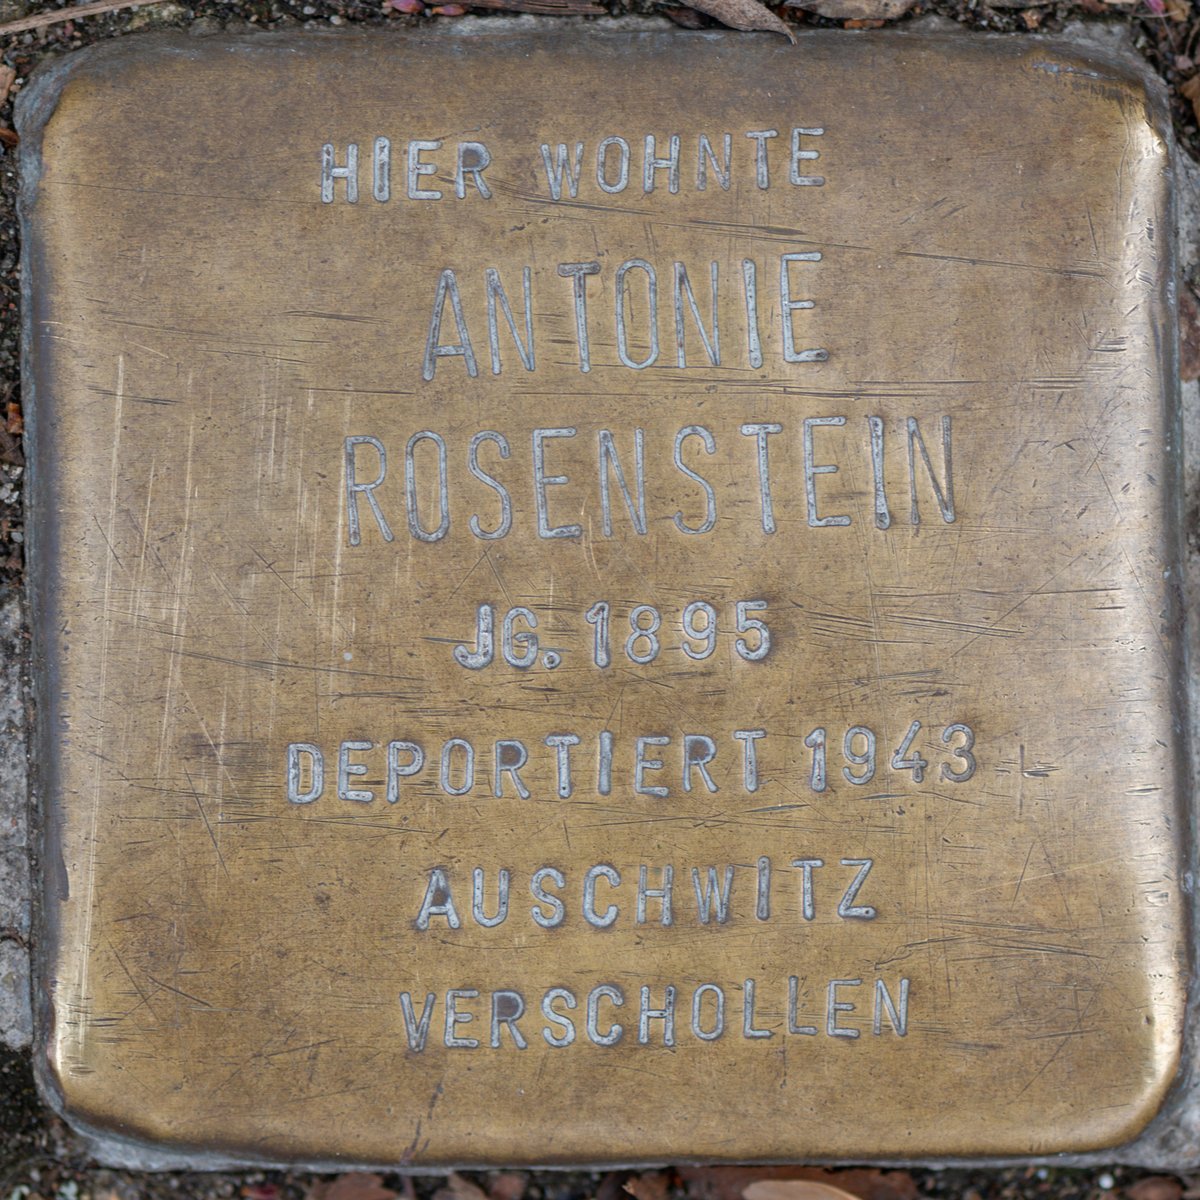 HIER WOHNTE
ANTONIE
ROSENSTEIN
JG. 1895
DEPORTIERT 1943
AUSCHWITZ
VERSCHOLLEN